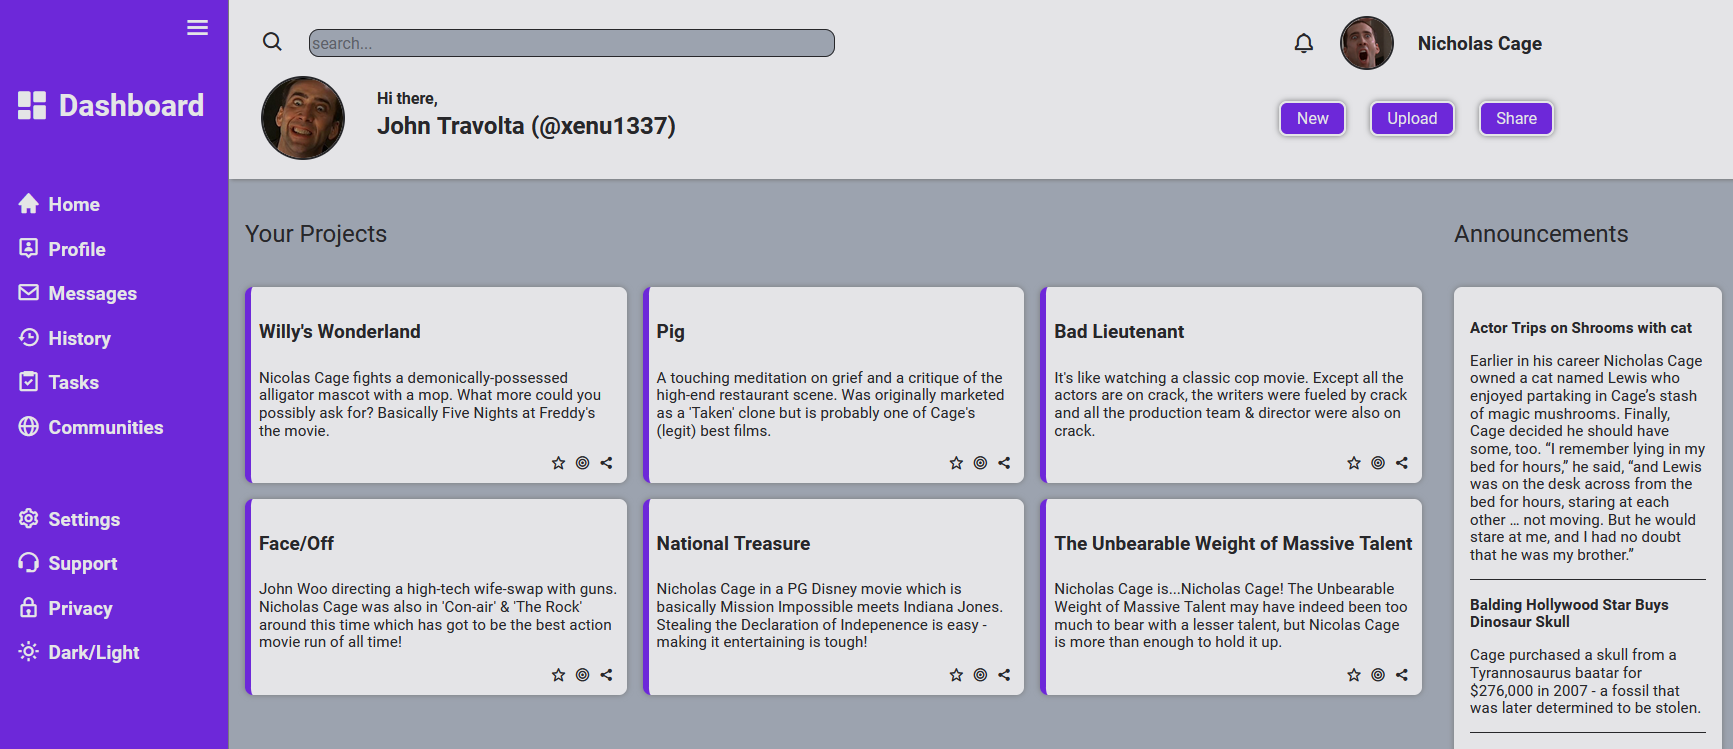 Dashboard
Home
Profile
Messages
History
Tasks
Communities
Settings
Support
Privacy
Dark/Light
search...
Nicholas Cage
Hi there,
John Travolta (@xenu1337)
New
Upload
Share
Your Projects
Willy's Wonderland
Nicolas Cage fights a demonically-possessed
alligator mascot with a mop. What more could you
possibly ask for? Basically Five Nights at Freddy's
the movie.
Pig
A touching meditation on grief and a critique of the
high-end restaurant scene. Was originally marketed
as a 'Taken' clone but is probably one of Cage's
(legit) best films.
Bad Lieutenant
It's like watching a classic cop movie. Except all the
actors are on crack, the writers were fueled by crack
and all the production team & director were also on
crack.
Face/Off
John Woo directing a high-tech wife-swap with guns.
Nicholas Cage was also in 'Con-air' & 'The Rock'
around this time which has got to be the best action
movie run of all time!
National Treasure
Nicholas Cage in a PG Disney movie which is
basically Mission Impossible meets Indiana Jones.
Stealing the Declaration of Indepenence is easy -
making it entertaining is tough!
The Unbearable Weight of Massive Talent
Nicholas Cage is...Nicholas Cage! The Unbearable
Weight of Massive Talent may have indeed been too
much to bear with a lesser talent, but Nicolas Cage
is more than enough to hold it up.
Announcements
Actor Trips on Shrooms with cat
Earlier in his career Nicholas Cage
owned a cat named Lewis who
enjoyed partaking in Cage’s stash
of magic mushrooms. Finally,
Cage decided he should have
some, too. “I remember lying in my
bed for hours,” he said, “and Lewis
was on the desk across from the
bed for hours, staring at each
other … not moving. But he would
stare at me, and I had no doubt
that he was my brother.”
Balding Hollywood Star Buys
Dinosaur Skull
Cage purchased a skull from a
Tyrannosaurus baatar for
$276,000 in 2007 - a fossil that
was later determined to be stolen.